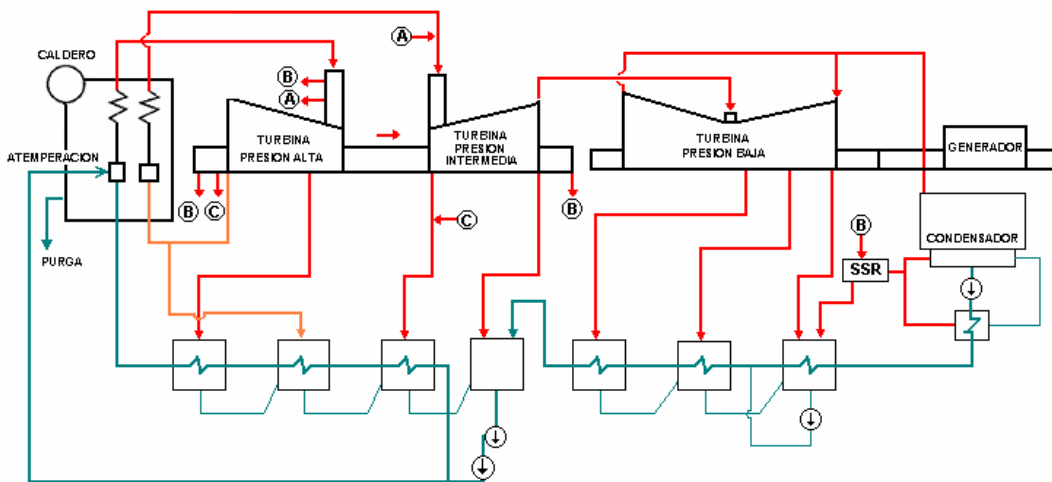 CALDERO
A
B
A
TURBINA
PRESION ALTA
TURBINA
PRESION
INTERMEDIA
TURBINA
PRESION BAJA
GENERADOR
ATEMPERACION
B
C
B
C
PURGA
B
SSR
CONDENSADOR